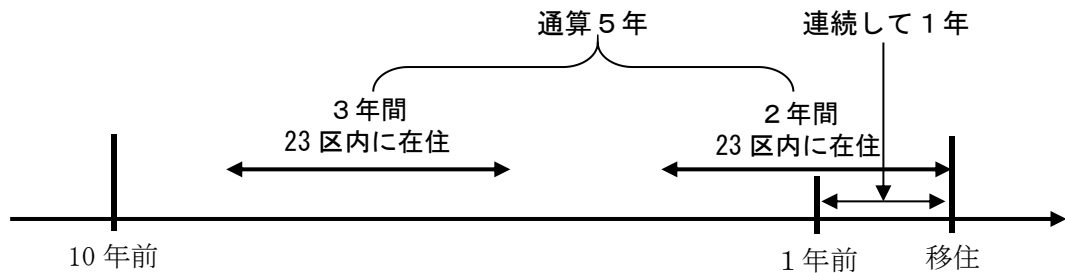 通算５年
連続して１年
３年間
23 区内に在住
２年間
23 区内に在住
10 年前
1 年前
移住